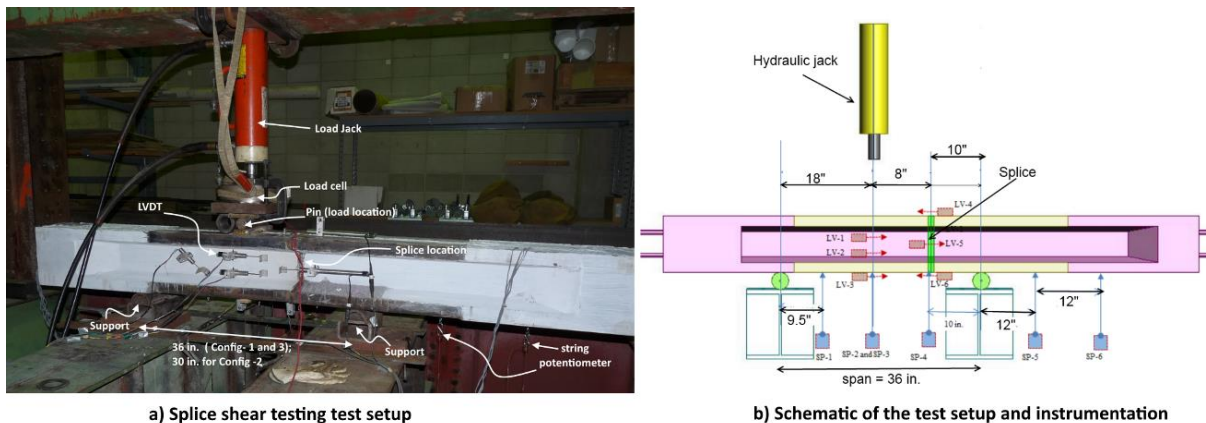 Load Jack
Load cell
LVDT
Pin (load location)
Splice location
Support
36 in. ( Config- 1 and 3);
30 in. for Config -2
Support
string
potentiometer
a) Splice shear testing test setup
Hydraulic jack
10"
18"
8"
Splice
LV-4
LV-1
LV-5
LV-2
LV-3
LV-6
9.5"
10 in.
12"
12"
SP-1
SP-2 and SP-3
SP-4
SP-5
SP-6
span = 36 in.
b) Schematic of the test setup and instrumentation